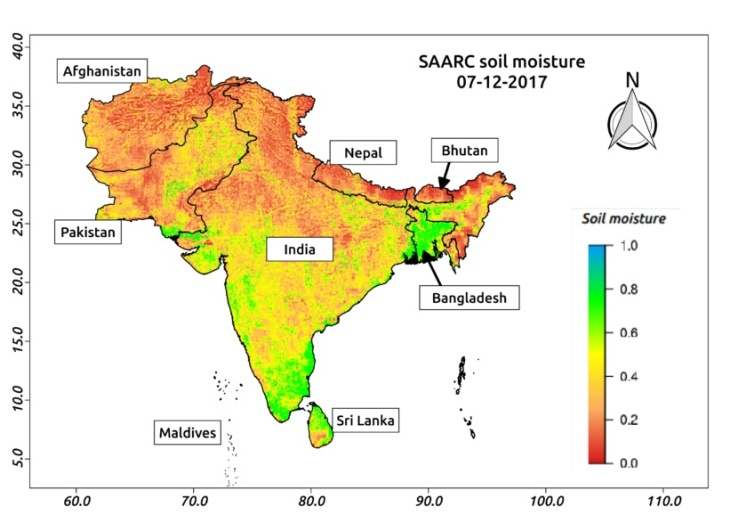 SAARC soil moisture
07-12-2017
N
Afghanistan
Nepal
Bhutan
Pakistan
India
Bangladesh
Sri Lanka
Maldives
Soil moisture
1.0
0.8
0.6
0.4
0.2
0.0
40.0
35.0
30.0
25.0
20.0
15.0
10.0
5.0
60.0 70.0 80.0 90.0 100.0 110.0